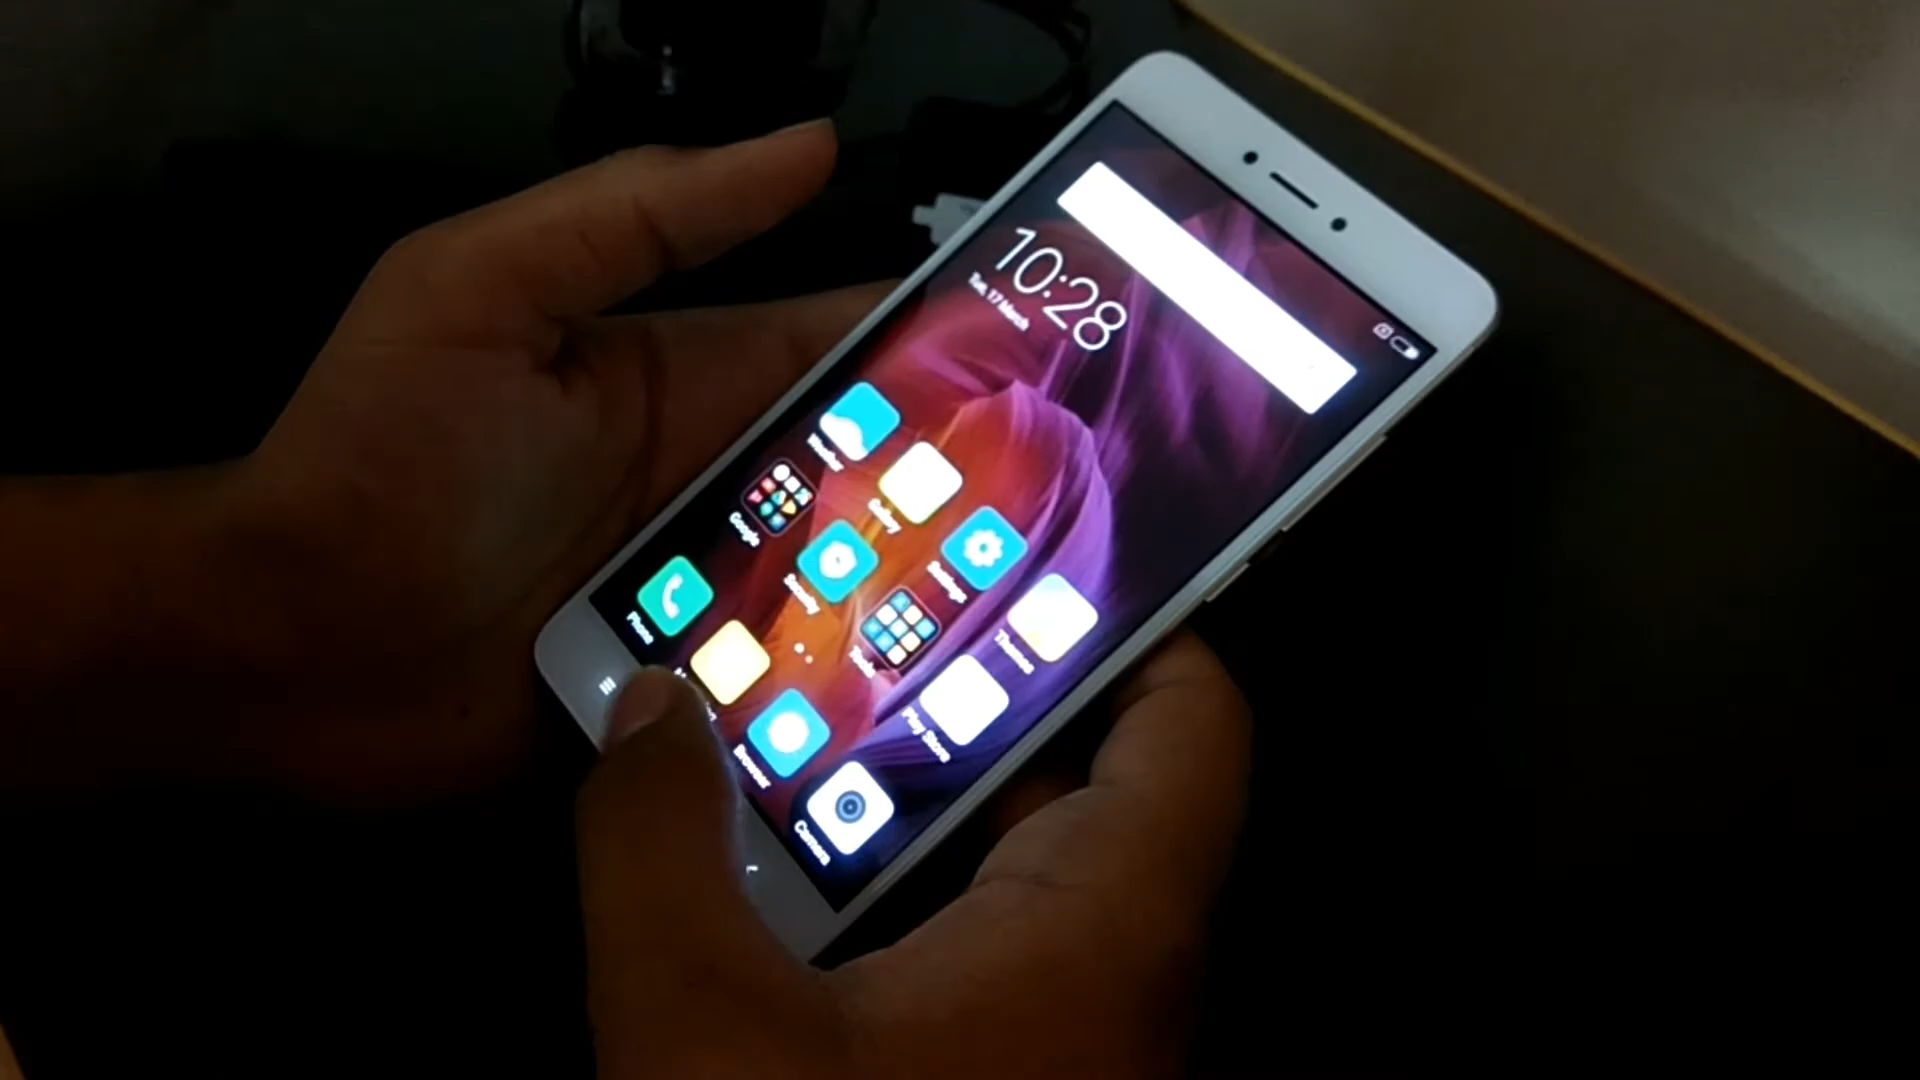 10:28
Tue, 17 March
Weather
Gallery
Settings
Themes
Google
Security
Tools
Play Store
Phone
Browser
Camera